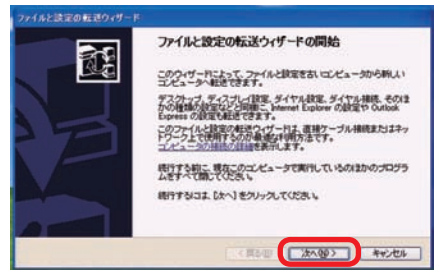 ファイルと設定の転送ウィザード
ファイルと設定の転送ウィザードの開始
このウィザードによって、ファイルと設定を古いコンピュータから新しい
コンピュータへ転送できます。
デスクトップ、ディスプレイ設定、ダイヤル設定、ダイヤル接続、そのほ
かの種類の設定などと同様に、Internet Explorer の設定や Outlook
Express の設定も転送できます。
このファイルと設定の転送ウィザードは、直接ケーブル接続またはネッ
トワーク上で使用するのが最適な利用方法です。
コンピュータの接続の詳細を表示します。
続行する前に、現在このコンピュータで実行しているほかのプログラ
ムをすべて閉じてください。
続行するには、[次へ] をクリックしてください。
< 戻る(B)
次へ(N) >
キャンセル